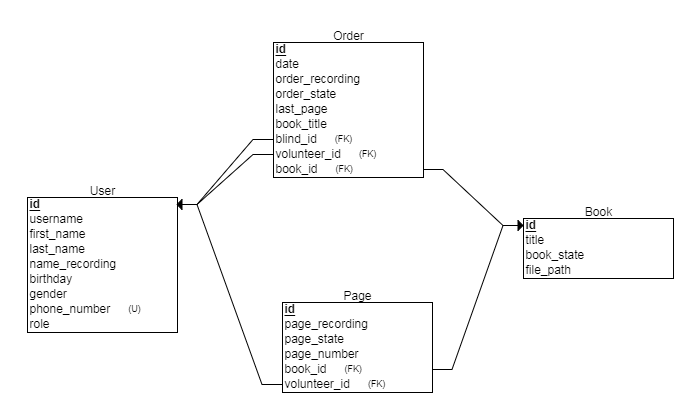 Order
id
date
order_recording
order_state
last_page
book_title
blind_id (FK)
volunteer_id (FK)
book_id (FK)
User
id
username
first_name
last_name
name_recording
birthday
gender
phone_number (U)
role
Book
id
title
book_state
file_path
Page
id
page_recording
page_state
page_number
book_id (FK)
volunteer_id (FK)